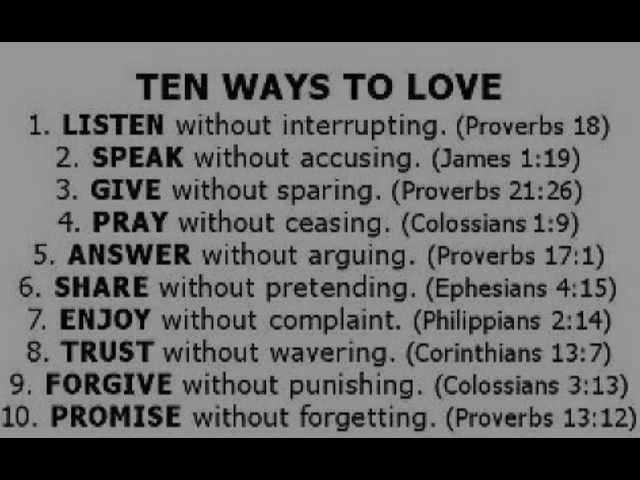 TEN WAYS TO LOVE
1. LISTEN without interrupting. (Proverbs 18)
2. SPEAK without accusing. (James 1:19)
3. GIVE without sparing. (Proverbs 21:26)
4. PRAY without ceasing. (Colossians 1:9)
5. ANSWER without arguing. (Proverbs 17:1)
6. SHARE without pretending. (Ephesians 4:15)
7. ENJOY without complaint. (Philippians 2:14)
8. TRUST without wavering. (Corinthians 13:7)
9. FORGIVE without punishing. (Colossians 3:13)
10. PROMISE without forgetting. (Proverbs 13:12)